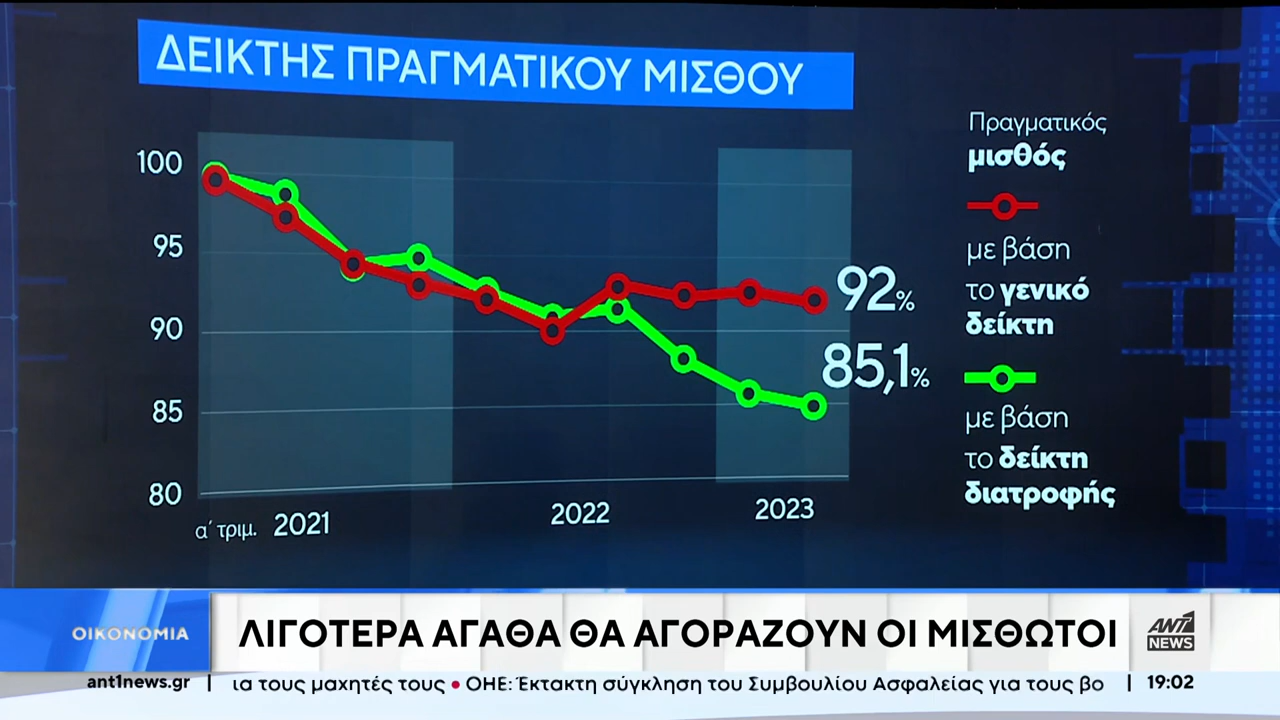 ΔΕΙΚΤΗΣ ΠΡΑΓΜΑΤΙΚΟΥ ΜΙΣΘΟΥ
100
95
90
85
80
α΄ τριμ. 2021
2022
2023
92%
85,1%
Πραγματικός
μισθός
με βάση
το γενικό
δείκτη
με βάση
το δείκτη
διατροφής
ΟΙΚΟΝΟΜΙΑ
ΛΙΓΟΤΕΡΑ ΑΓΑΘΑ ΘΑ ΑΓΟΡΑΖΟΥΝ ΟΙ ΜΙΣΘΩΤΟΙ
ΑΝΤ1
NEWS
ant1news.gr | ια τους μαχητές τους • ΟΗΕ: Έκτακτη σύγκληση του Συμβουλίου Ασφαλείας για τους βο | 19:02